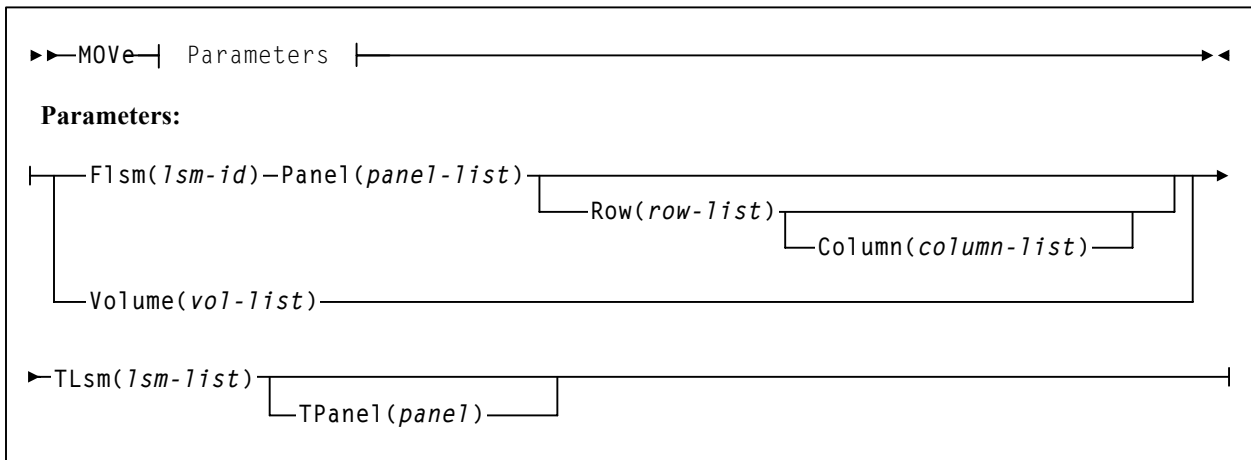 MOVe Parameters
Parameters:
Flsm(lsm-id) Panel(panel-list)
Row(row-list)
Column(column-list)
Volume(vol-list)
TLsm(lsm-list)
TPanel(panel)